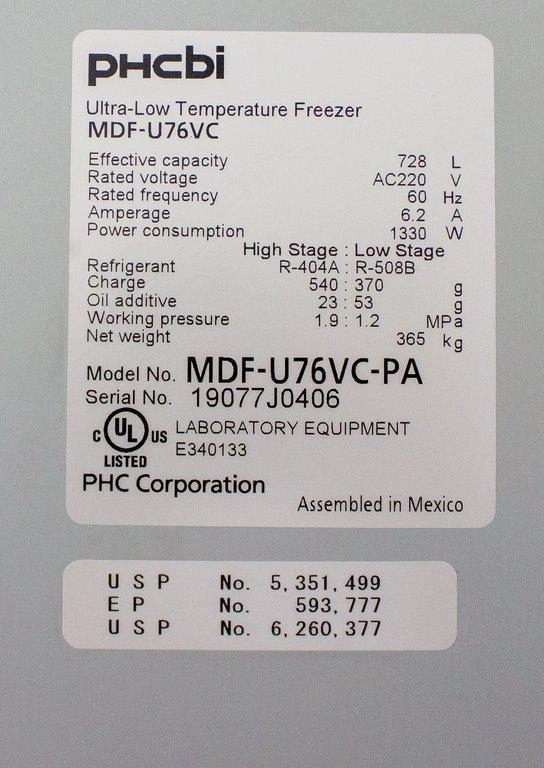 PHCbi
Ultra-Low Temperature Freezer
MDF-U76VC
Effective capacity 728 L
Rated voltage AC220 V
Rated frequency 60 Hz
Amperage 6.2 A
Power consumption 1330 W
High Stage : Low Stage
Refrigerant R-404A : R-508B
Charge 540 : 370 g
Oil additive 23 : 53 g
Working pressure 1.9 : 1.2 MPa
Net weight 365 kg
Model No. MDF-U76VC-PA
Serial No. 19077J0406
C UL US LABORATORY EQUIPMENT
LISTED E340133
PHC Corporation
Assembled in Mexico
USP No. 5,351,499
EP No. 593,777
USP No. 6,260,377